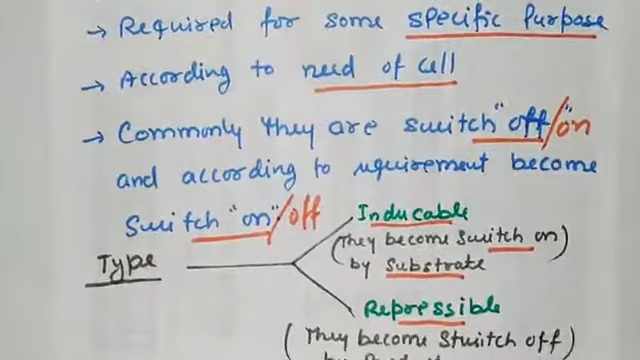 → Required for some specific Purpose
→ According to need of cell
→ Commonly they are switch "off/"on
and according to requirement become
Switch "on"/off
Type
Inducable
(They become Switch on)
by Substrate
Repressible
(They become Stwitch off)